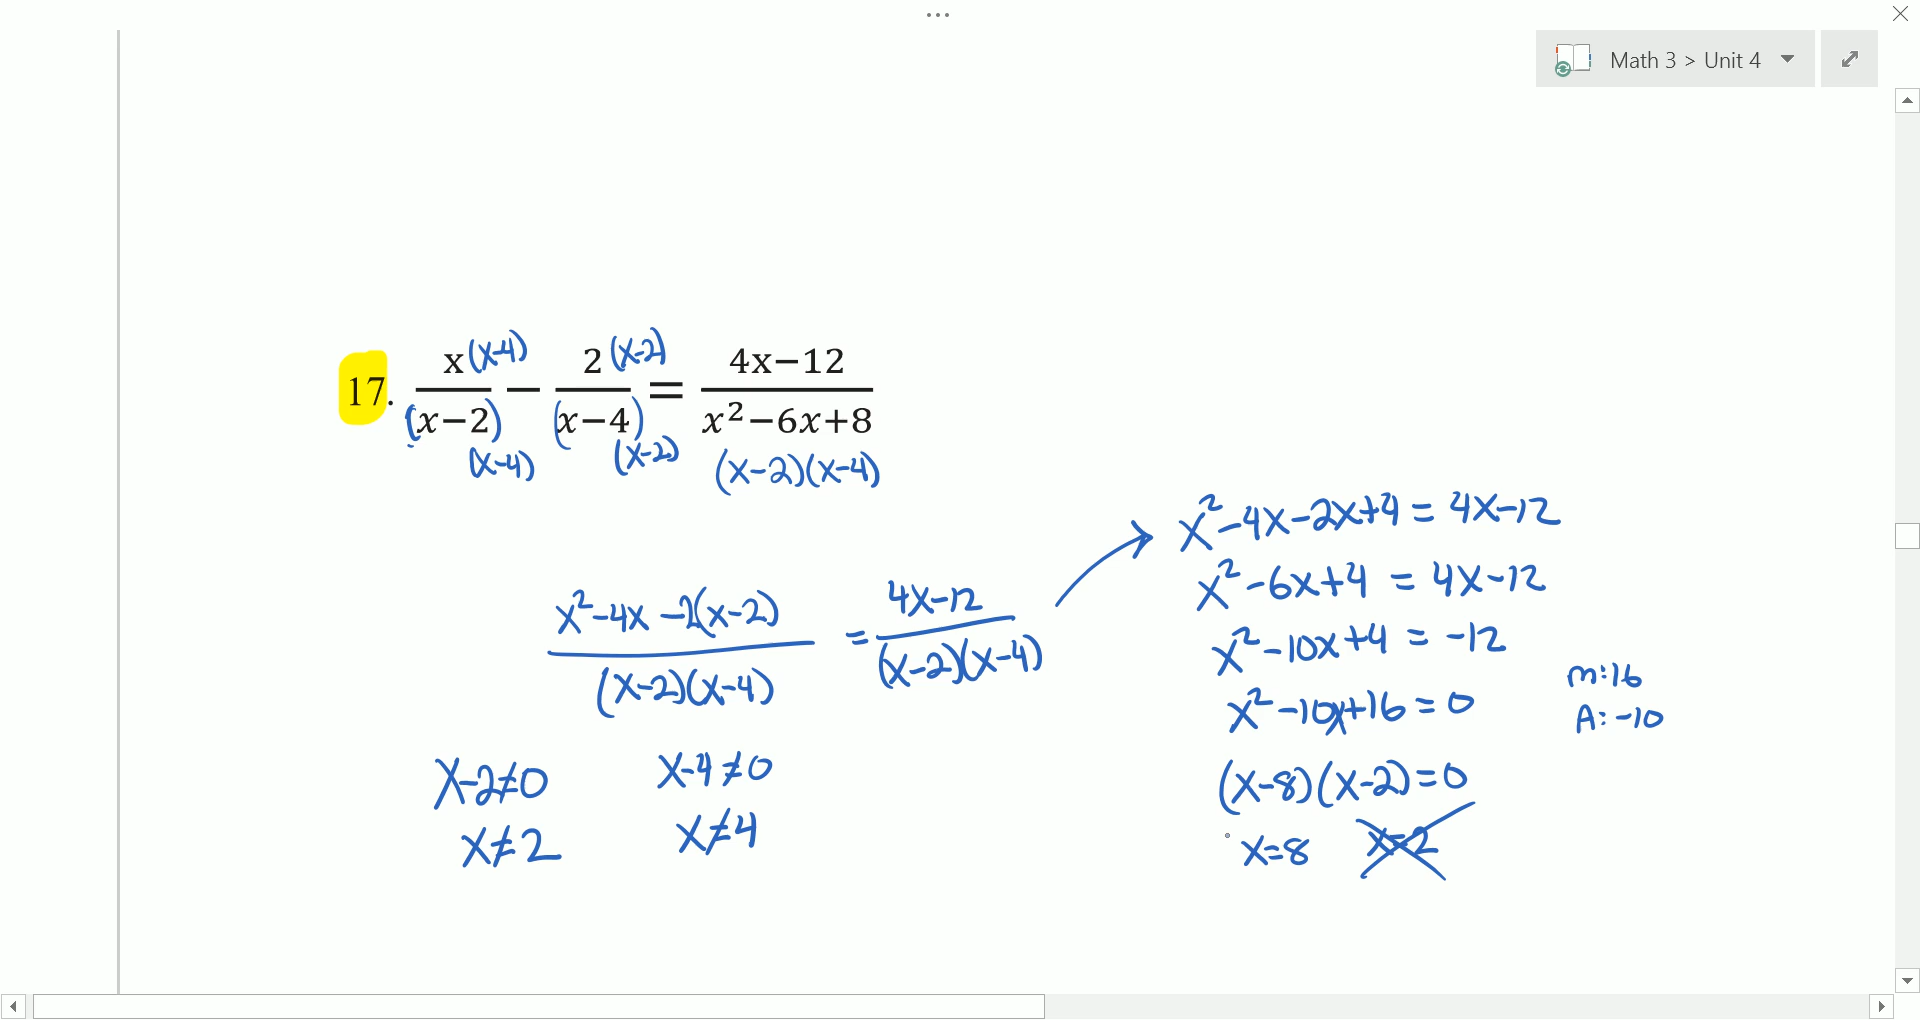 Math 3 > Unit 4
17. x(x-4)/(x-2)(x-4) - 2(x-2)/(x-4)(x-2) = 4x-12/x²-6x+8
(x-2)(x-4)
x²-4x-2(x-2)/(x-2)(x-4) = 4x-12/(x-2)(x-4)
x-2≠0 x-4≠0
x≠2 x≠4
x²-4x-2x+4 = 4x-12
x²-6x+4 = 4x-12
x²-10x+4 = -12
x²-10x+16 = 0
m:16
A:-10
(x-8)(x-2)=0
x=8 x=2